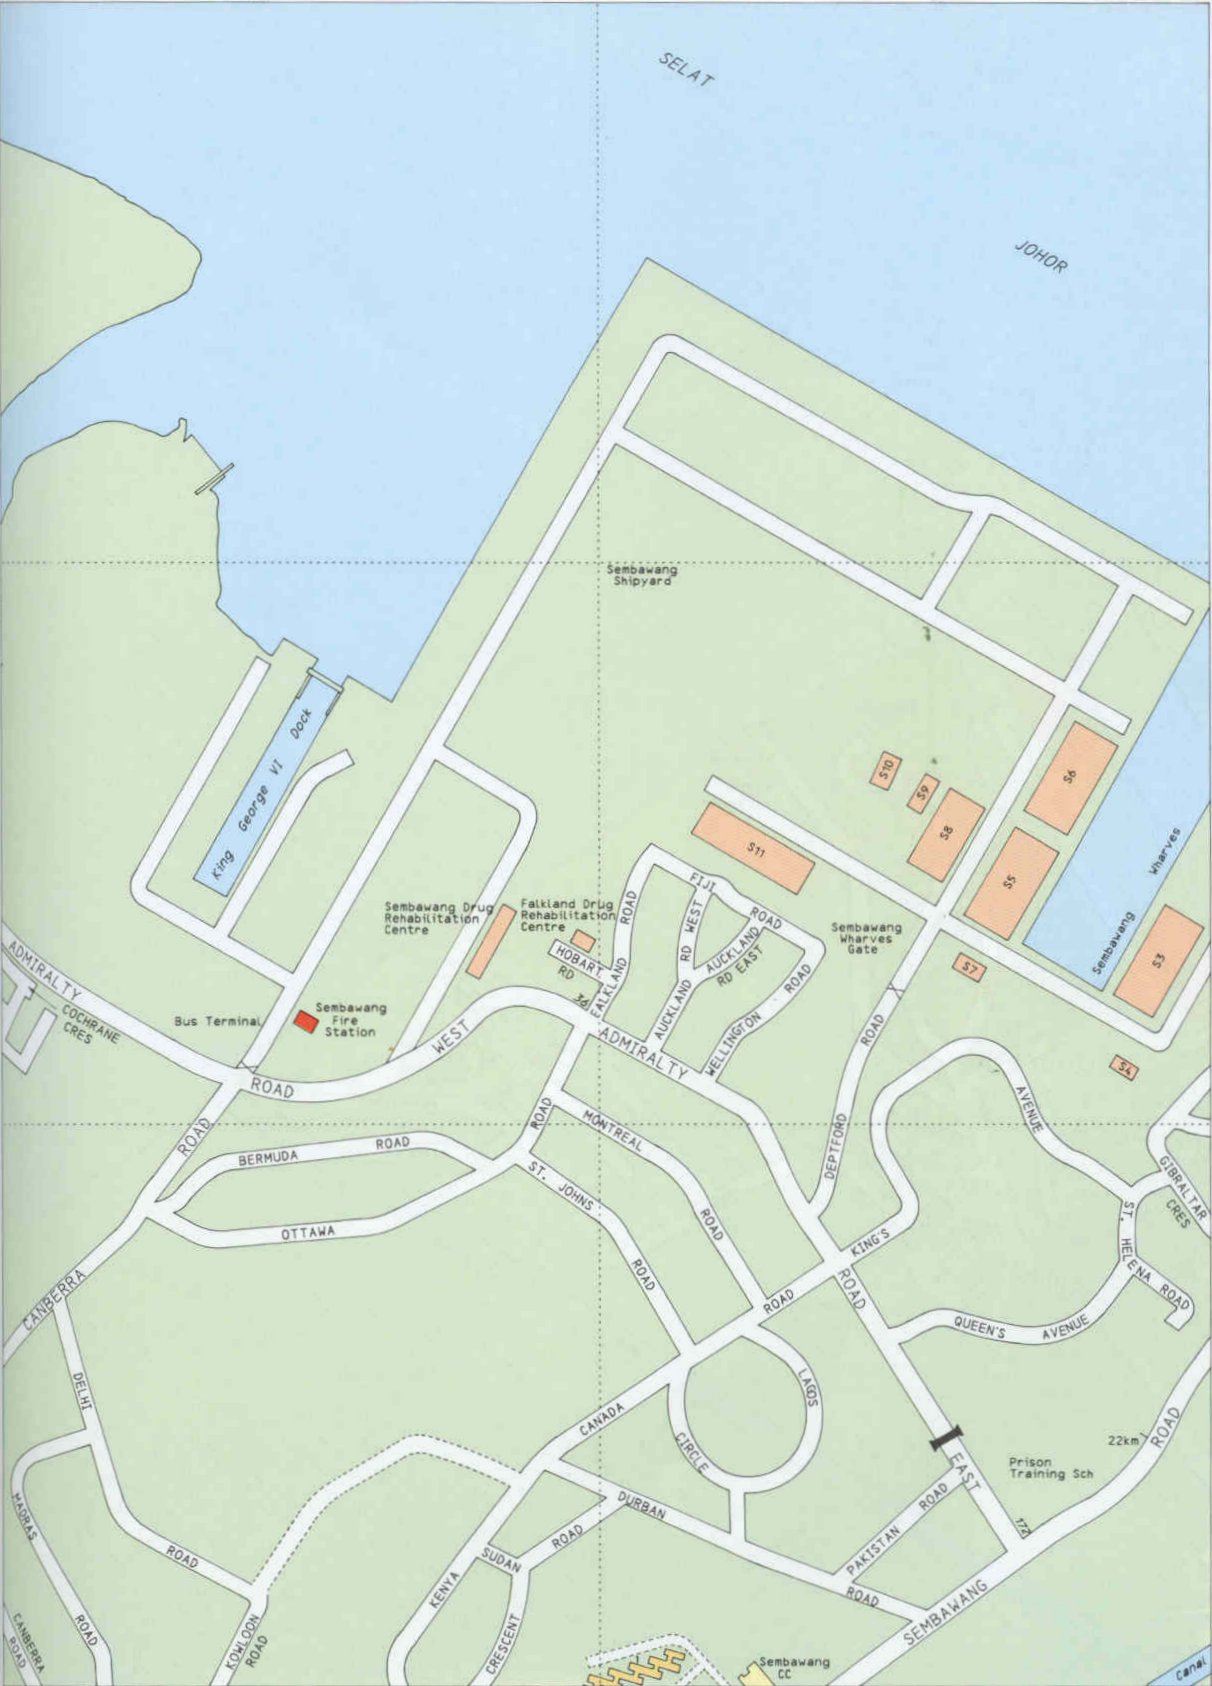 SELAT
JOHOR
Sembawang
Shipyard
King George VI Dock
S10
S9
S8
S6
S5
S11
S7
S3
S4
Sembawang Wharves
Sembawang Drug
Rehabilitation
Centre
Falkland Drug
Rehabilitation
Centre
HOBART
RD
36
FALKLAND ROAD
FIJI ROAD
AUCKLAND RD WEST
AUCKLAND
RD EAST
WELLINGTON ROAD
Sembawang
Wharves
Gate
ADMIRALTY ROAD WEST
COCHRANE
CRES
Bus Terminal
Sembawang
Fire
Station
ADMIRALTY ROAD EAST
DEPTFORD ROAD
KING'S AVENUE
GIBRALTAR
CRES
ST. HELENA ROAD
QUEEN'S AVENUE
CANBERRA ROAD
BERMUDA ROAD
OTTAWA ROAD
MONTREAL ROAD
ST. JOHNS ROAD
CANADA ROAD
LAGOS CIRCLE
DELHI ROAD
MADRAS ROAD
CANBERRA
ROAD
KOWLOON
ROAD
KENYA
SUDAN ROAD
CRESCENT
DURBAN ROAD
PAKISTAN ROAD
172
22km
Prison
Training Sch
SEMBAWANG ROAD
Sembawang
CC
Canal